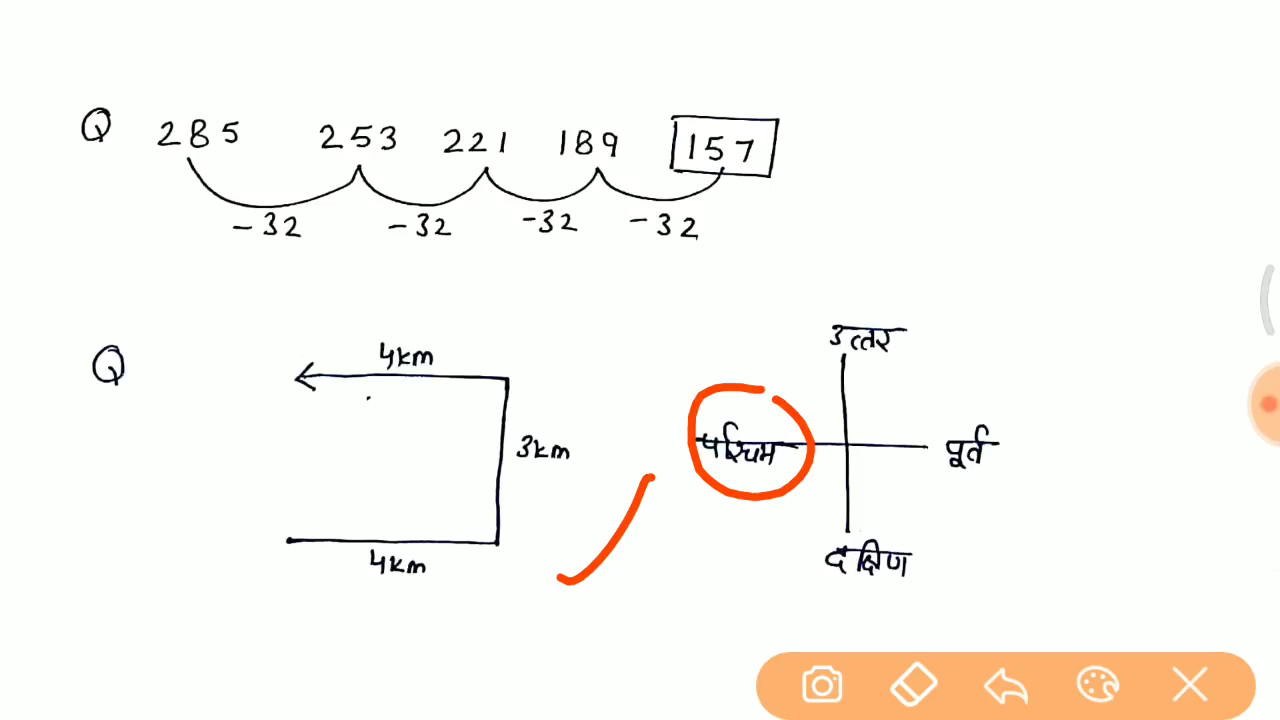 Q 285 253 221 189 157
-32 -32 -32 -32
Q
4km
3km
4km
उत्तर
पश्चिम
पूर्व
दक्षिण